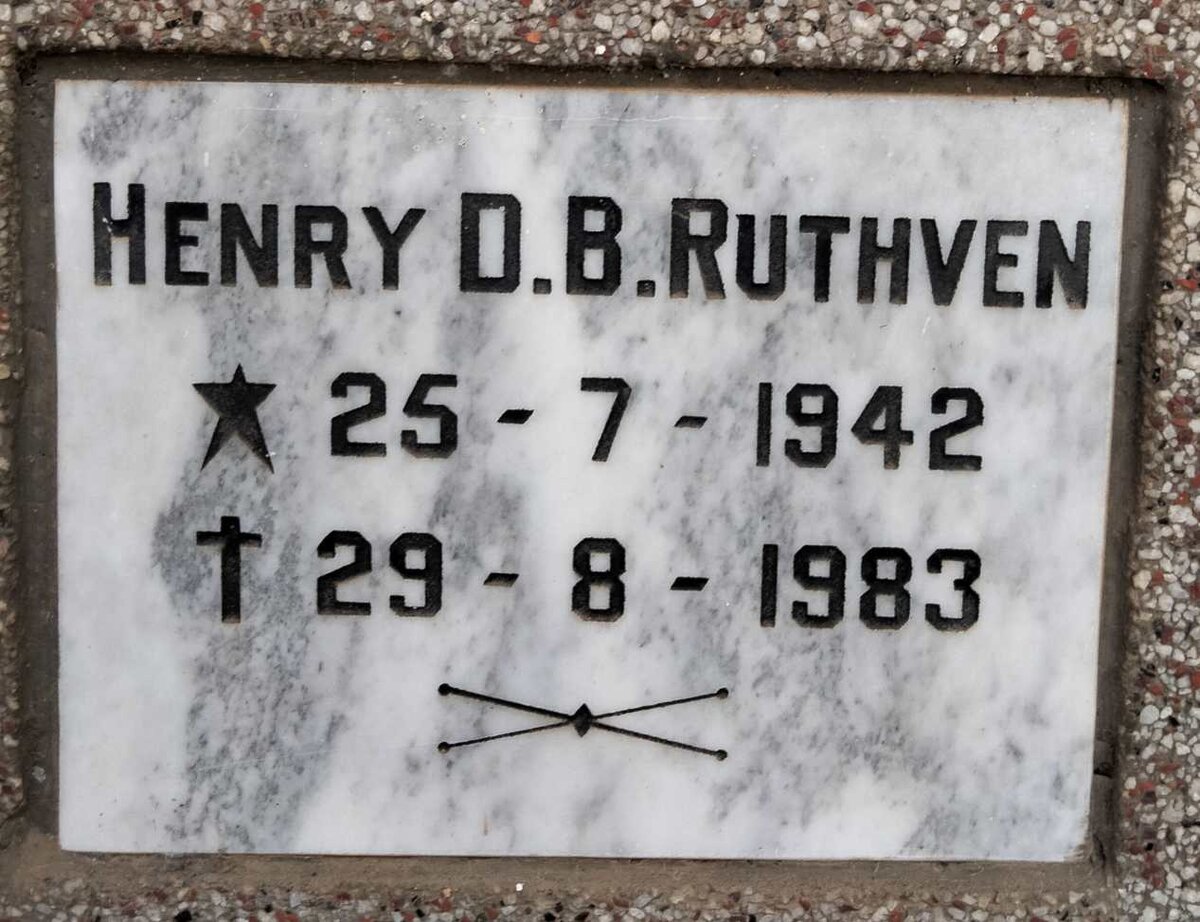 Henry D.B. Ruthven
★ 25 - 7 - 1942
✝ 29 - 8 - 1983